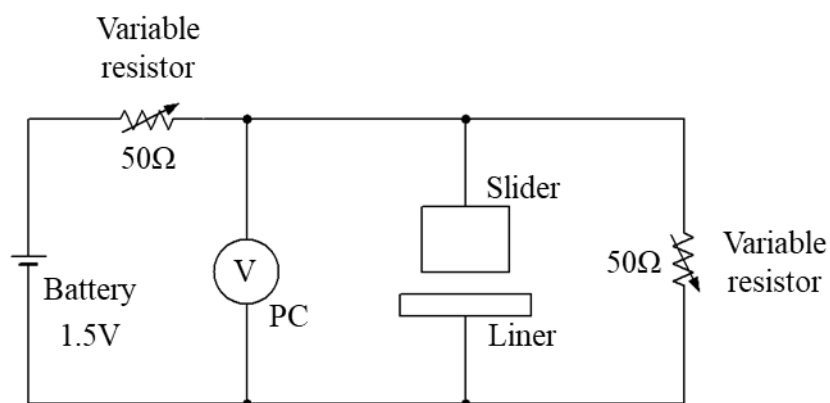 Variable
resistor
50Ω
Slider
V
50Ω
Variable
resistor
Battery
1.5V
PC
Liner